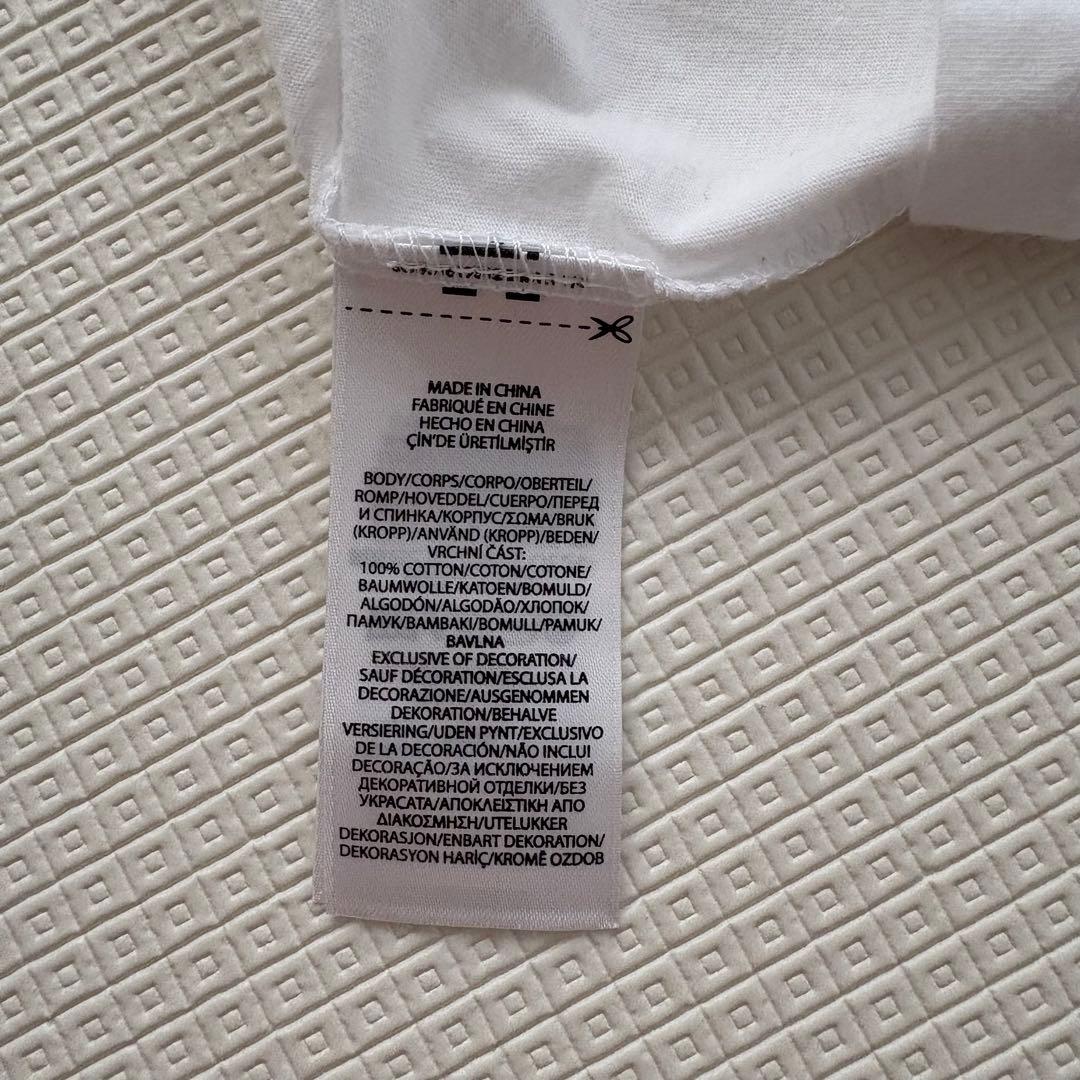 MADE IN CHINA
FABRIQUÉ EN CHINE
HECHO EN CHINA
ÇİN'DE ÜRETİLMİŞTİR
BODY/CORPS/CORPO/OBERTEIL/
ROMP/HOVEDDEL/CUERPO/ПЕРЕД
И СПИНКА/КОРПУС/ΣΩΜΑ/BRUK
(KROPP)/ANVÄND (KROPP)/BEDEN/
VRCHNÍ ČÁST:
100% COTTON/COTON/COTONE/
BAUMWOLLE/KATOEN/BOMULD/
ALGODÓN/ALGODÃO/ХЛОПОК/
ПАМУК/ΒΑΜΒΑΚΙ/BOMULL/PAMUK/
BAVLNA
EXCLUSIVE OF DECORATION/
SAUF DÉCORATION/ESCLUSA LA
DECORAZIONE/AUSGENOMMEN
DEKORATION/BEHALVE
VERSIERING/UDEN PYNT/EXCLUSIVO
DE LA DECORACIÓN/NÃO INCLUI
DECORAÇÃO/ЗА ИСКЛЮЧЕНИЕМ
ДЕКОРАТИВНОЙ ОТДЕЛКИ/БЕЗ
УКРАСАТА/ΑΠΟΚΛΕΙΣΤΙΚΗ ΑΠΟ
ΔΙΑΚΟΣΜΗΣΗ/UTELUKKER
DEKORASJON/ENBART DEKORATION/
DEKORASYON HARİÇ/KROMĚ OZDOB